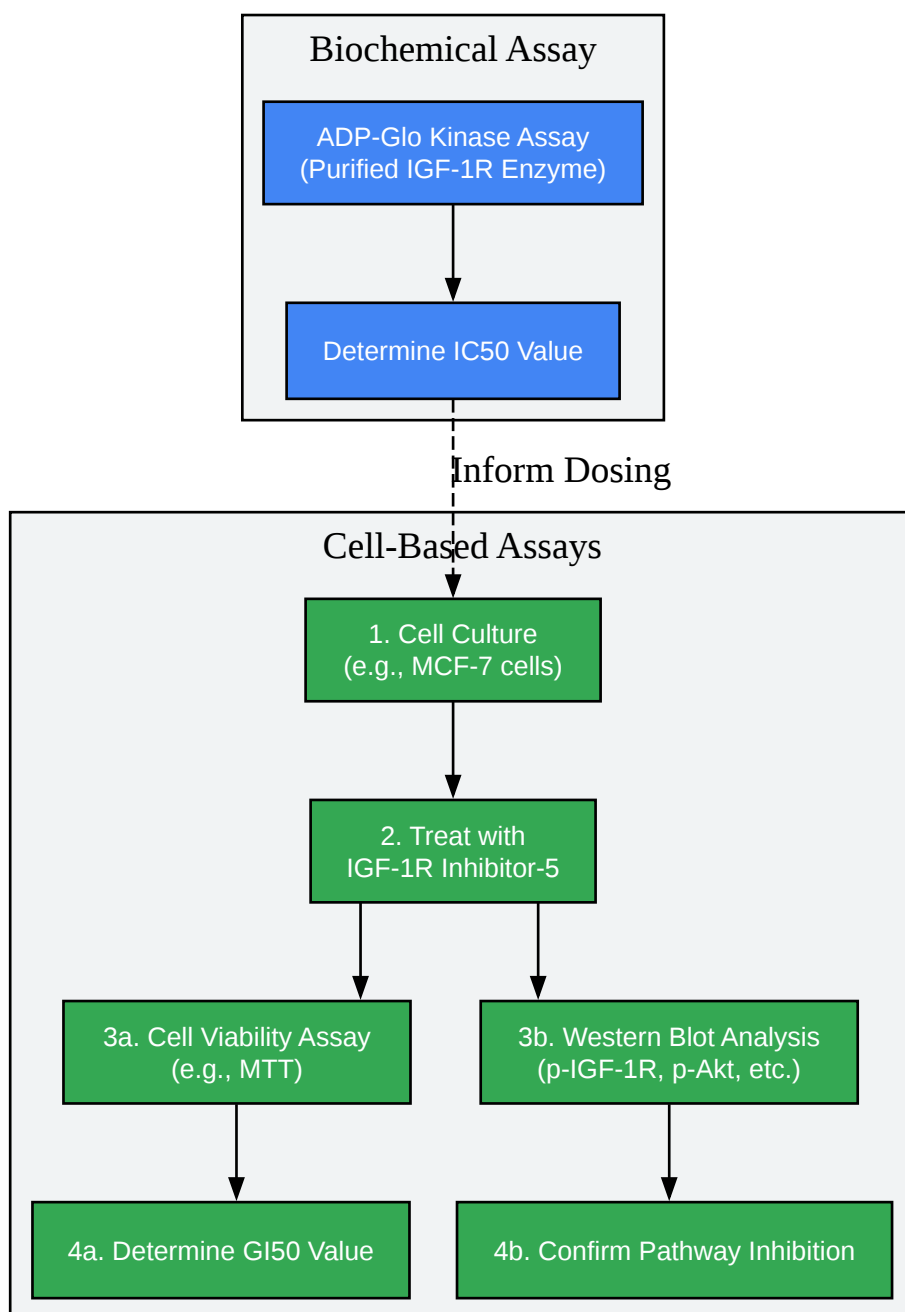 Biochemical Assay
ADP-Glo Kinase Assay
(Purified IGF-1R Enzyme)
Determine IC50 Value
Inform Dosing
Cell-Based Assays
1. Cell Culture
(e.g., MCF-7 cells)
2. Treat with
IGF-1R Inhibitor-5
3a. Cell Viability Assay
(e.g., MTT)
3b. Western Blot Analysis
(p-IGF-1R, p-Akt, etc.)
4a. Determine GI50 Value
4b. Confirm Pathway Inhibition